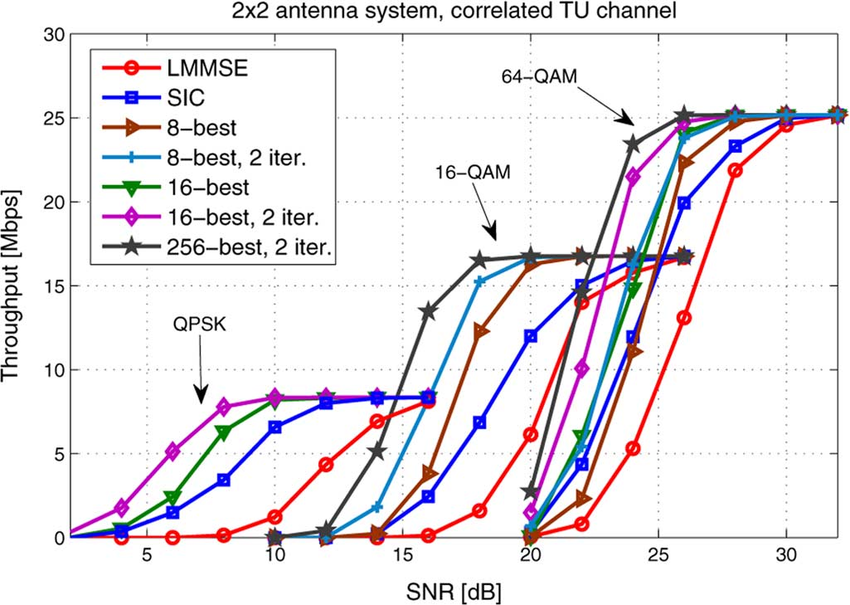 2x2 antenna system, correlated TU channel
30
25
20
15
10
5
0
Throughput [Mbps]
LMMSE
SIC
8−best
8−best, 2 iter.
16−best
16−best, 2 iter.
256−best, 2 iter.
64−QAM
16−QAM
QPSK
5
10
15
20
25
30
SNR [dB]